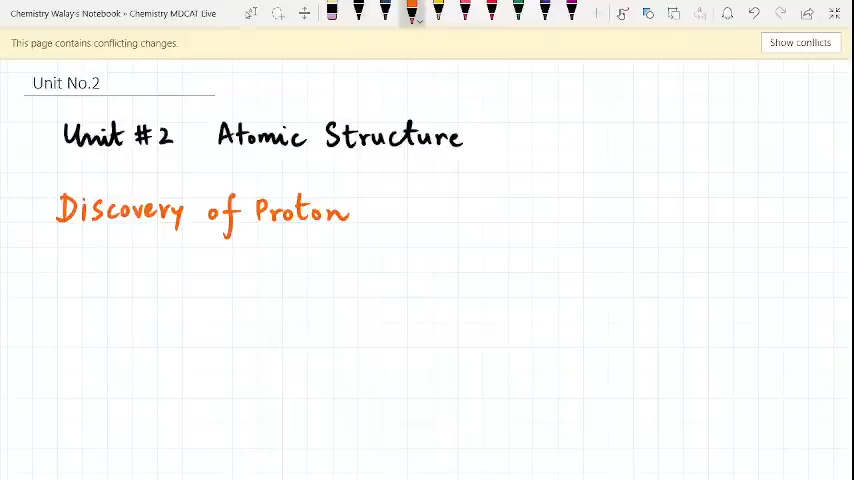 Chemistry Walay's Notebook » Chemistry MDCAT Live
This page contains conflicting changes.
Show conflicts
Unit No.2
Unit #2 Atomic Structure
Discovery of Proton